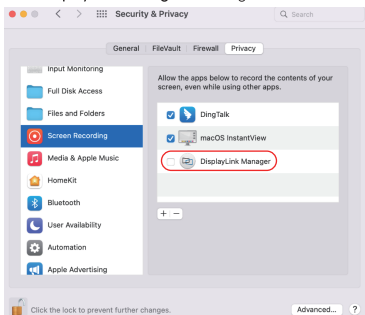 Security & Privacy
Search
General
FileVault
Firewall
Privacy
Input Monitoring
Full Disk Access
Files and Folders
Screen Recording
Media & Apple Music
HomeKit
Bluetooth
User Availability
Automation
Apple Advertising
Allow the apps below to record the contents of your
screen, even while using other apps.
DingTalk
macOS InstantView
DisplayLink Manager
+ −
Click the lock to prevent further changes.
Advanced...
?